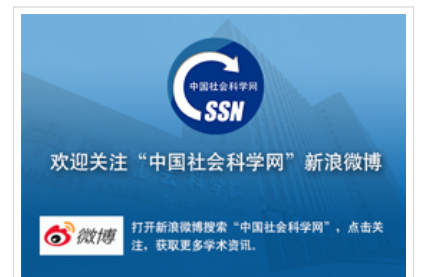 中国社会科学网
CSSN
欢迎关注“中国社会科学网”新浪微博
微博
打开新浪微博搜索“中国社会科学网”，点击关
注，获取更多学术资讯。